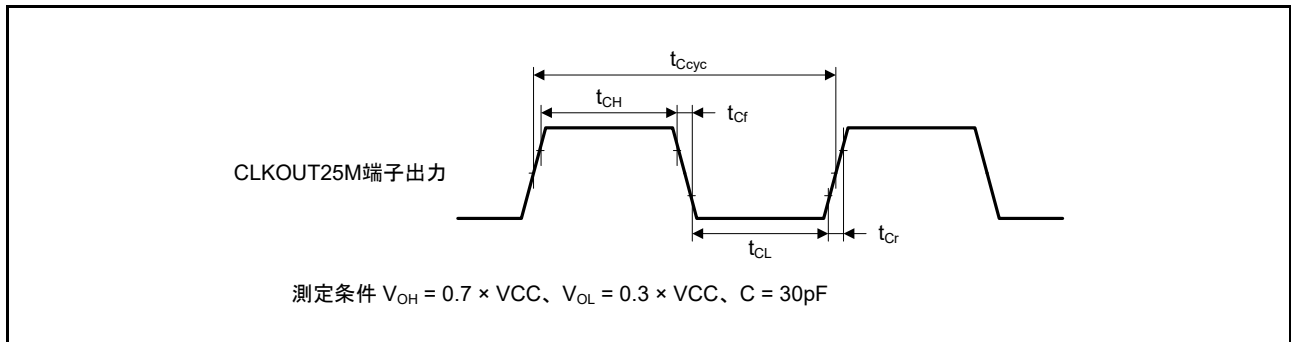 tCcyc
tCH
tCf
CLKOUT25M端子出力
tCL
tCr
測定条件 VOH = 0.7 × VCC、VOL = 0.3 × VCC、C = 30pF